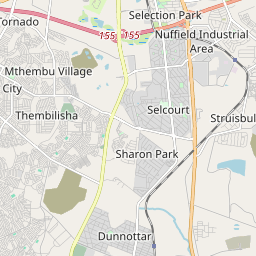 Selection Park
Tornado
155
155
Nuffield Industrial
Area
Mthembu Village
City
Selcourt
Thembilisha
Struisbul
Sharon Park
Dunnottar